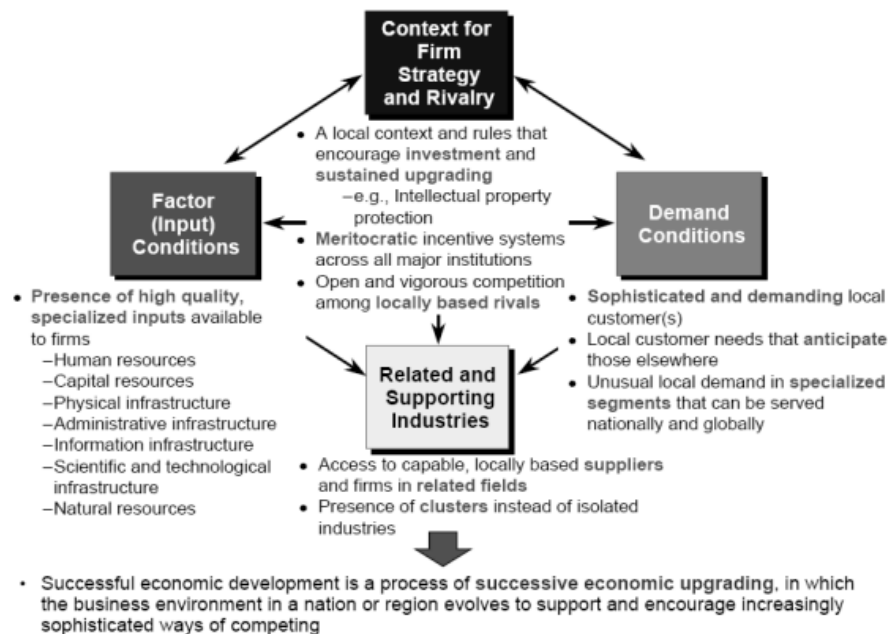 Context for
Firm
Strategy
and Rivalry
• A local context and rules that
encourage investment and
sustained upgrading
–e.g., Intellectual property
protection
• Meritocratic incentive systems
across all major institutions
• Open and vigorous competition
among locally based rivals
Factor
(Input)
Conditions
• Presence of high quality,
specialized inputs available
to firms
–Human resources
–Capital resources
–Physical infrastructure
–Administrative infrastructure
–Information infrastructure
–Scientific and technological
infrastructure
–Natural resources
Demand
Conditions
• Sophisticated and demanding local
customer(s)
• Local customer needs that anticipate
those elsewhere
• Unusual local demand in specialized
segments that can be served
nationally and globally
Related and
Supporting
Industries
• Access to capable, locally based suppliers
and firms in related fields
• Presence of clusters instead of isolated
industries
• Successful economic development is a process of successive economic upgrading, in which
the business environment in a nation or region evolves to support and encourage increasingly
sophisticated ways of competing